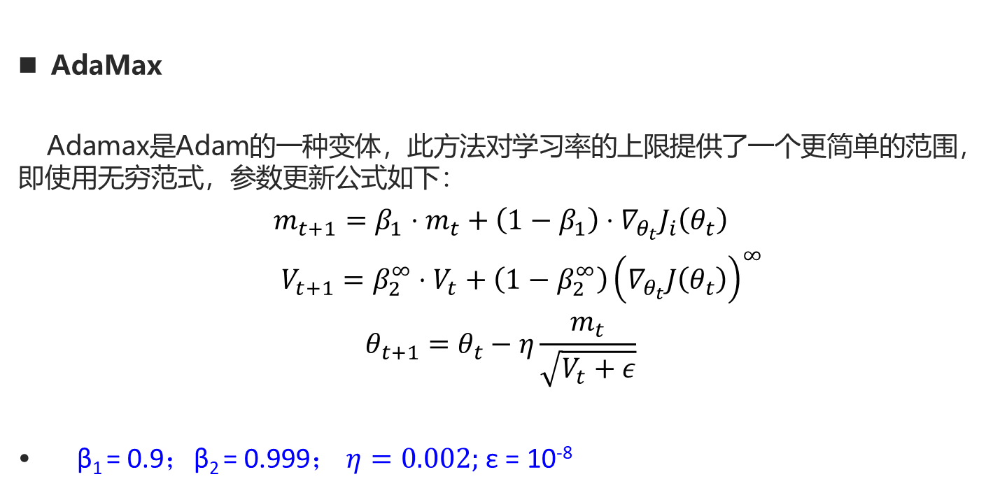 ■ AdaMax
Adamax是Adam的一种变体，此方法对学习率的上限提供了一个更简单的范围，
即使用无穷范式，参数更新公式如下：
$m_{t+1} = \beta_1 \cdot m_t + (1 - \beta_1) \cdot \nabla_{\theta_t} J_i(\theta_t)$
$V_{t+1} = \beta_2^{\infty} \cdot V_t + (1 - \beta_2^{\infty}) \left( \nabla_{\theta_t} J(\theta_t) \right)^{\infty}$
$\theta_{t+1} = \theta_t - \eta \frac{m_t}{\sqrt{V_t + \epsilon}}$
• β₁ = 0.9；β₂ = 0.999； η = 0.002; ε = 10⁻⁸